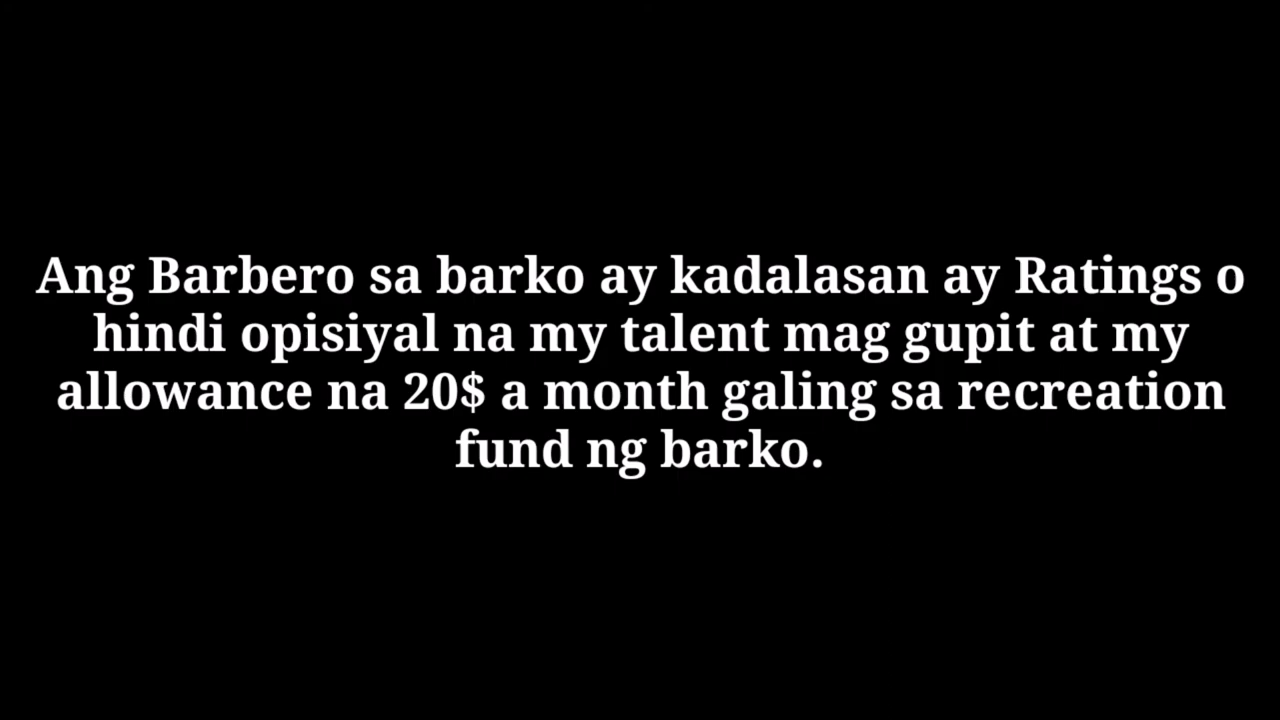 Ang Barbero sa barko ay kadalasan ay Ratings o
hindi opisiyal na my talent mag gupit at my
allowance na 20$ a month galing sa recreation
fund ng barko.